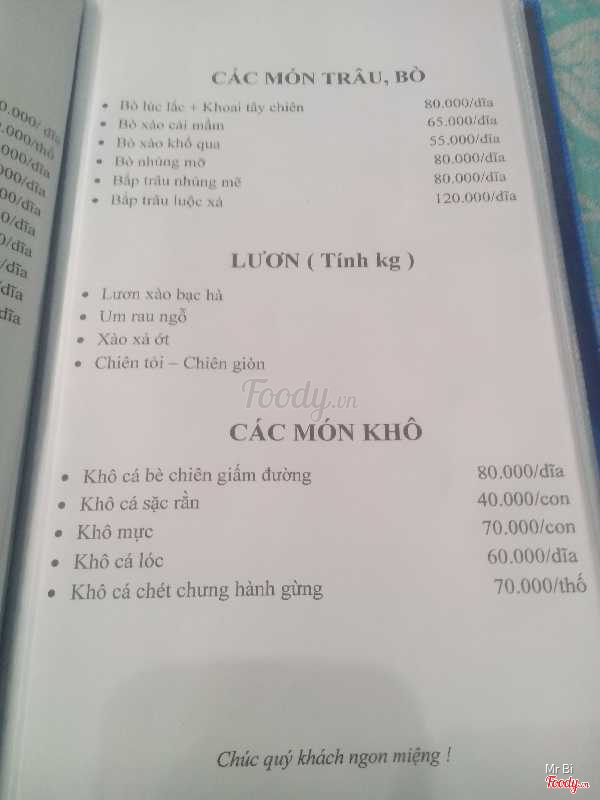 CÁC MÓN TRÂU, BÒ
• Bò lúc lắc + Khoai tây chiên 80.000/dĩa
• Bò xào cải mầm 65.000/dĩa
• Bò xào khổ qua 55.000/dĩa
• Bò nhúng mỡ 80.000/dĩa
• Bắp trâu nhúng mẽ 80.000/dĩa
• Bắp trâu luộc xả 120.000/dĩa
LƯƠN ( Tính kg )
• Lươn xào bạc hà
• Um rau ngỗ
• Xào xả ớt
• Chiên tỏi – Chiên giòn
Foody.vn
CÁC MÓN KHÔ
• Khô cá bè chiên giấm đường 80.000/dĩa
• Khô cá sặc rằn 40.000/con
• Khô mực 70.000/con
• Khô cá lóc 60.000/dĩa
• Khô cá chét chưng hành gừng 70.000/thố
Chúc quý khách ngon miệng !
Mr Bi
Foody.vn